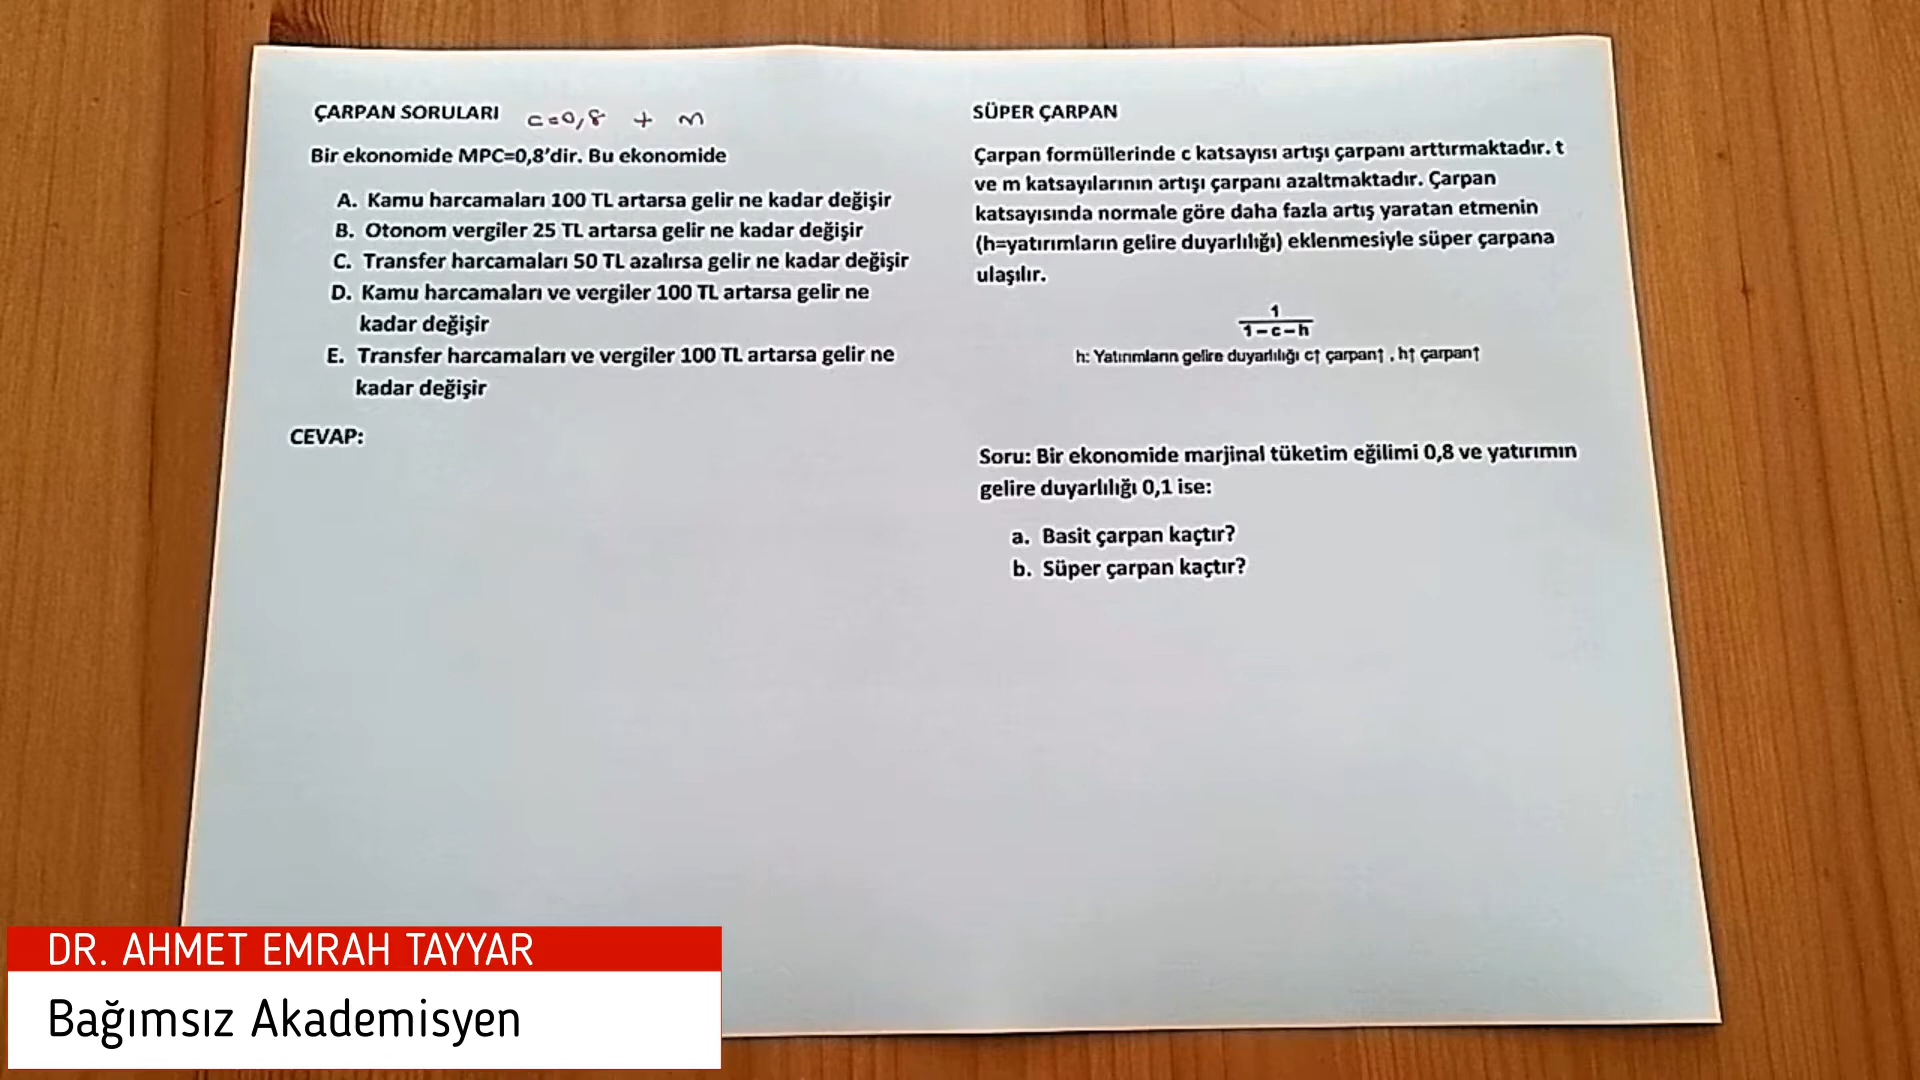 ÇARPAN SORULARI c=0,8 + m
Bir ekonomide MPC=0,8'dir. Bu ekonomide
A. Kamu harcamaları 100 TL artarsa gelir ne kadar değişir
B. Otonom vergiler 25 TL artarsa gelir ne kadar değişir
C. Transfer harcamaları 50 TL azalırsa gelir ne kadar değişir
D. Kamu harcamaları ve vergiler 100 TL artarsa gelir ne
kadar değişir
E. Transfer harcamaları ve vergiler 100 TL artarsa gelir ne
kadar değişir
CEVAP:
SÜPER ÇARPAN
Çarpan formüllerinde c katsayısı artışı çarpanı arttırmaktadır. t
ve m katsayılarının artışı çarpanı azaltmaktadır. Çarpan
katsayısında normale göre daha fazla artış yaratan etmenin
(h=yatırımların gelire duyarlılığı) eklenmesiyle süper çarpana
ulaşılır.
1
1-c-h
h: Yatırımların gelire duyarlılığı c↑ çarpan↑ , h↑ çarpan↑
Soru: Bir ekonomide marjinal tüketim eğilimi 0,8 ve yatırımın
gelire duyarlılığı 0,1 ise:
a. Basit çarpan kaçtır?
b. Süper çarpan kaçtır?
DR. AHMET EMRAH TAYYAR
Bağımsız Akademisyen